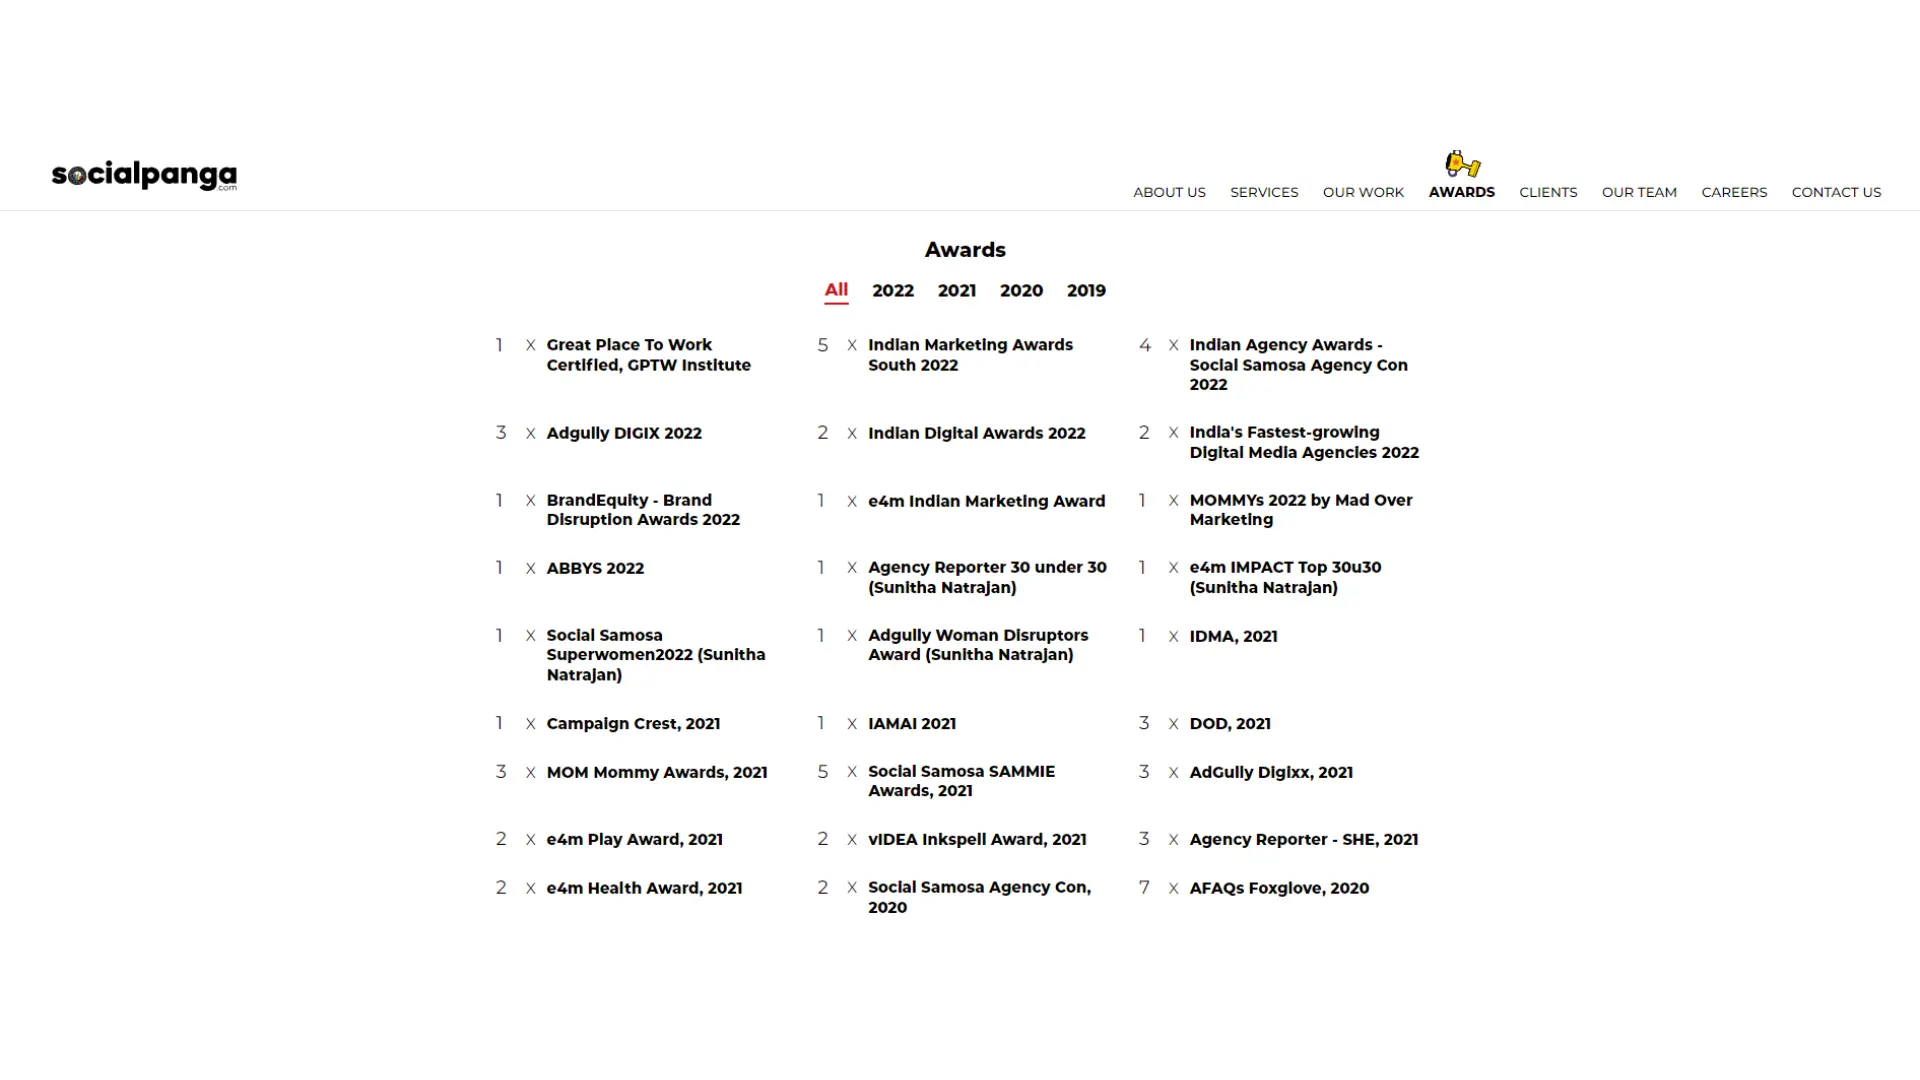 socialpanga
.com
ABOUT US SERVICES OUR WORK AWARDS CLIENTS OUR TEAM CAREERS CONTACT US
Awards
All 2022 2021 2020 2019
1 X Great Place To Work
Certified, GPTW Institute
5 X Indian Marketing Awards
South 2022
4 X Indian Agency Awards -
Social Samosa Agency Con
2022
3 X Adgully DIGIX 2022
2 X Indian Digital Awards 2022
2 X India's Fastest-growing
Digital Media Agencies 2022
1 X BrandEquity - Brand
Disruption Awards 2022
1 X e4m Indian Marketing Award
1 X MOMMYs 2022 by Mad Over
Marketing
1 X ABBYS 2022
1 X Agency Reporter 30 under 30
(Sunitha Natrajan)
1 X e4m IMPACT Top 30u30
(Sunitha Natrajan)
1 X Social Samosa
Superwomen2022 (Sunitha
Natrajan)
1 X Adgully Woman Disruptors
Award (Sunitha Natrajan)
1 X IDMA, 2021
1 X Campaign Crest, 2021
1 X IAMAI 2021
3 X DOD, 2021
3 X MOM Mommy Awards, 2021
5 X Social Samosa SAMMIE
Awards, 2021
3 X AdGully Digixx, 2021
2 X e4m Play Award, 2021
2 X vIDEA Inkspell Award, 2021
3 X Agency Reporter - SHE, 2021
2 X e4m Health Award, 2021
2 X Social Samosa Agency Con,
2020
7 X AFAQs Foxglove, 2020